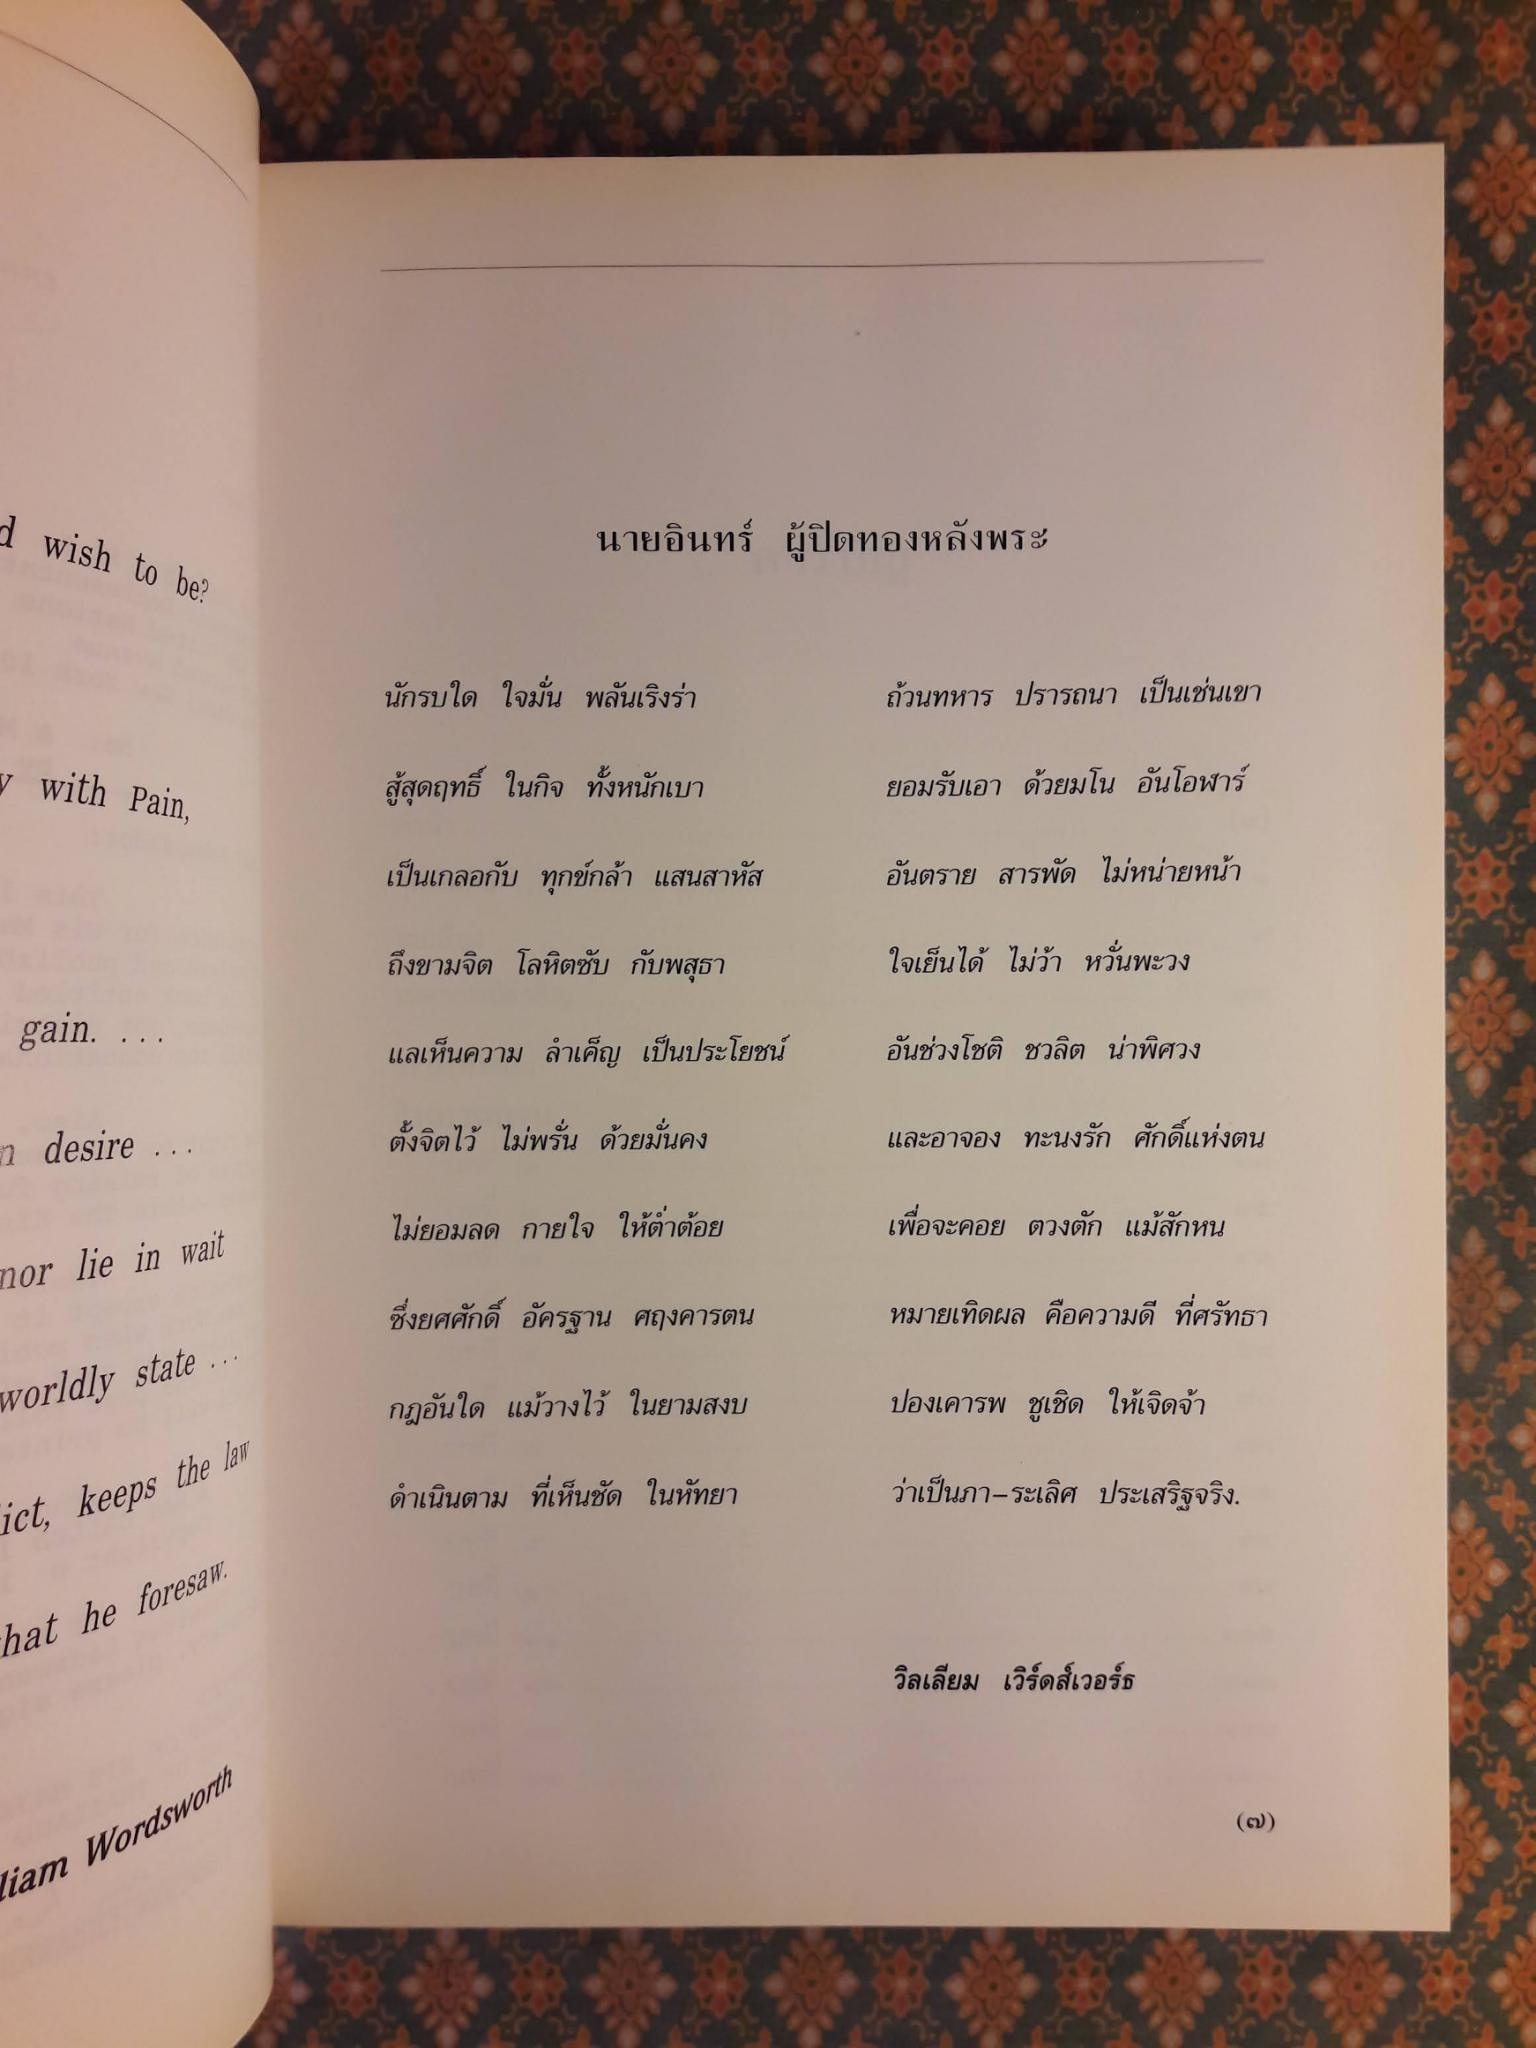 d wish to be?
y with Pain,
gain. ...
n desire ...
nor lie in wait
worldly state ...
ict, keeps the law
hat he foresaw.
liam Wordsworth
นายอินทร์ ผู้ปิดทองหลังพระ
นักรบใด ใจมั่น พลันเริงร่า ถ้วนทหาร ปรารถนา เป็นเช่นเขา
สู้สุดฤทธิ์ ในกิจ ทั้งหนักเบา ยอมรับเอา ด้วยมโน อันโอฬาร์
เป็นเกลอกับ ทุกข์กล้า แสนสาหัส อันตราย สารพัด ไม่หน่ายหน้า
ถึงขามจิต โลหิตซับ กับพสุธา ใจเย็นได้ ไม่ว้า หวั่นพะวง
แลเห็นความ ลำเค็ญ เป็นประโยชน์ อันช่วงโชติ ชวลิต น่าพิศวง
ตั้งจิตไว้ ไม่พรั่น ด้วยมั่นคง และอาจอง ทะนงรัก ศักดิ์แห่งตน
ไม่ยอมลด กายใจ ให้ต่ำต้อย เพื่อจะคอย ตวงตัก แม้สักหน
ซึ่งยศศักดิ์ อัครฐาน ศฤงคารตน หมายเทิดผล คือความดี ที่ศรัทธา
กฎอันใด แม้วางไว้ ในยามสงบ ปองเคารพ ชูเชิด ให้เจิดจ้า
ดำเนินตาม ที่เห็นชัด ในหัทยา ว่าเป็นภา–ระเลิศ ประเสริฐจริง.
วิลเลียม เวิร์ดส์เวอร์ธ
(๗)